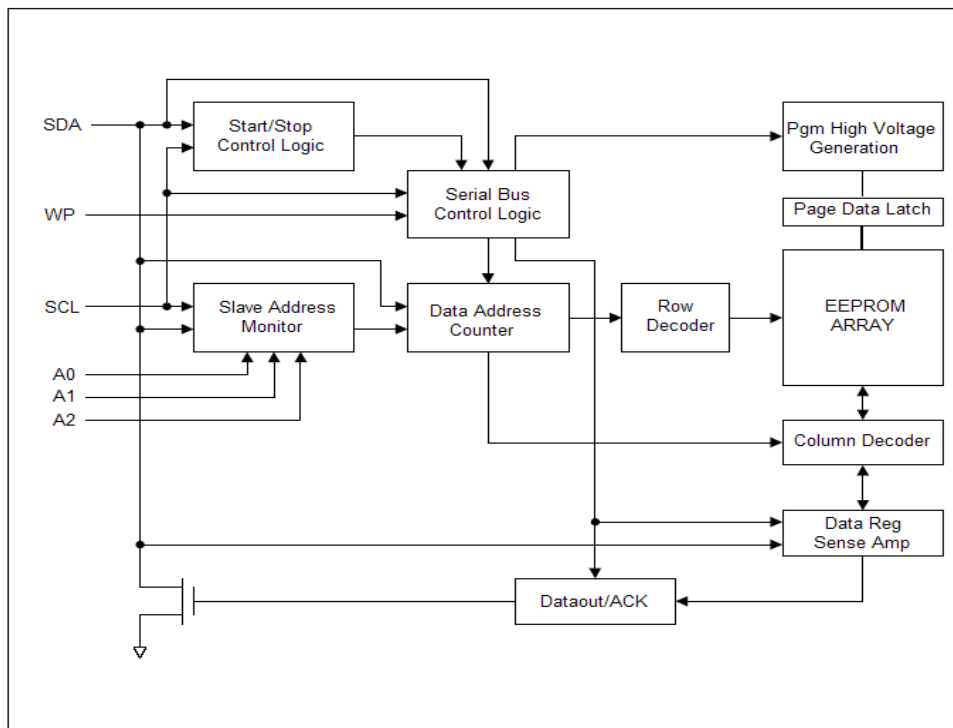 SDA
Start/Stop
Control Logic
Pgm High Voltage
Generation
WP
Serial Bus
Control Logic
Page Data Latch
SCL
Slave Address
Monitor
Data Address
Counter
Row
Decoder
EEPROM
ARRAY
A0
A1
A2
Column Decoder
Data Reg
Sense Amp
Dataout/ACK